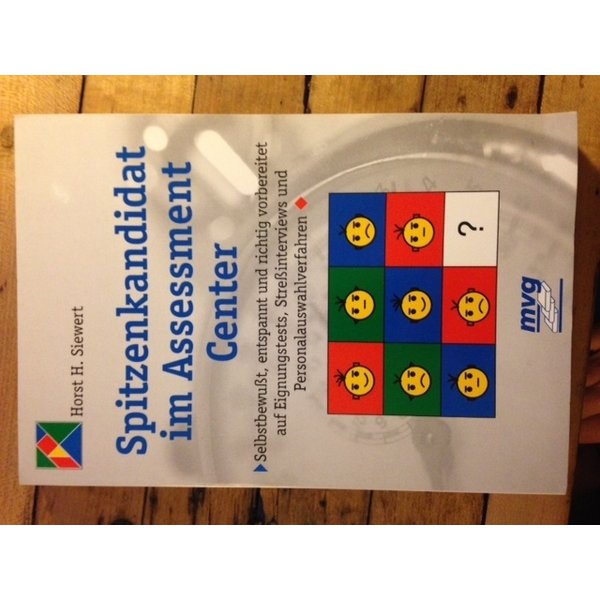 Horst H. Siewert
Spitzenkandidat
im Assessment
Center
Selbstbewußt, entspannt und richtig vorbereitet
auf Eignungstests, Streßinterviews und
Personalauswahlverfahren
?
mvg